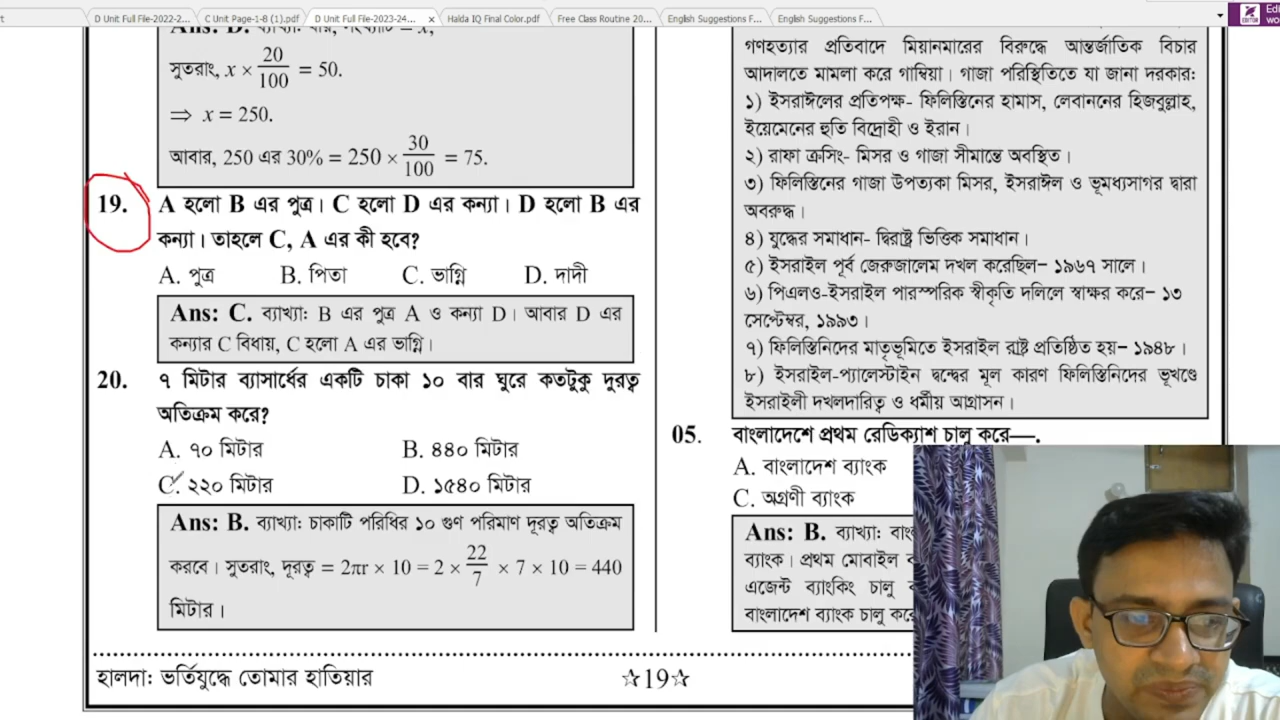 D Unit Full File-2022-2...
C Unit Page-1-8 (1).pdf
D Unit Full File-2023-24...
Halda IQ Final Color.pdf
Free Class Routine 20...
English Suggestions F...
English Suggestions F...
সুতরাং, x × 20/100 = 50.
⇒ x = 250.
আবার, 250 এর 30% = 250 × 30/100 = 75.
19. A হলো B এর পুত্র। C হলো D এর কন্যা। D হলো B এর
কন্যা। তাহলে C, A এর কী হবে?
A. পুত্র B. পিতা C. ভাগ্নি D. দাদী
Ans: C. ব্যাখ্যা: B এর পুত্র A ও কন্যা D। আবার D এর
কন্যার C বিধায়, C হলো A এর ভাগ্নি।
20. ৭ মিটার ব্যাসার্ধের একটি চাকা ১০ বার ঘুরে কতটুকু দুরত্ব
অতিক্রম করে?
A. ৭০ মিটার B. ৪৪০ মিটার
C. ২২০ মিটার D. ১৫৪০ মিটার
Ans: B. ব্যাখ্যা: চাকাটি পরিধির ১০ গুণ পরিমাণ দূরত্ব অতিক্রম
করবে। সুতরাং, দূরত্ব = 2πr × 10 = 2 × 22/7 × 7 × 10 = 440
মিটার।
গণহত্যার প্রতিবাদে মিয়ানমারের বিরুদ্ধে আন্তর্জাতিক বিচার
আদালতে মামলা করে গাম্বিয়া। গাজা পরিস্থিতিতে যা জানা দরকার:
১) ইসরাঈলের প্রতিপক্ষ- ফিলিস্তিনের হামাস, লেবাননের হিজবুল্লাহ,
ইয়েমেনের হুতি বিদ্রোহী ও ইরান।
২) রাফা ক্রসিং- মিসর ও গাজা সীমান্তে অবস্থিত।
৩) ফিলিস্তিনের গাজা উপত্যকা মিসর, ইসরাঈল ও ভূমধ্যসাগর দ্বারা
অবরুদ্ধ।
৪) যুদ্ধের সমাধান- দ্বিরাষ্ট্র ভিত্তিক সমাধান।
৫) ইসরাইল পূর্ব জেরুজালেম দখল করেছিল– ১৯৬৭ সালে।
৬) পিএলও-ইসরাইল পারস্পরিক স্বীকৃতি দলিলে স্বাক্ষর করে– ১৩
সেপ্টেম্বর, ১৯৯৩।
৭) ফিলিস্তিনিদের মাতৃভূমিতে ইসরাইল রাষ্ট্র প্রতিষ্ঠিত হয়– ১৯৪৮।
৮) ইসরাইল-প্যালেস্টাইন দ্বন্দ্বের মূল কারণ ফিলিস্তিনিদের ভূখণ্ডে
ইসরাইলী দখলদারিত্ব ও ধর্মীয় আগ্রাসন।
05. বাংলাদেশে প্রথম রেডিক্যাশ চালু করে—.
A. বাংলাদেশ ব্যাংক
C. অগ্রণী ব্যাংক
Ans: B. ব্যাখ্যা:
ব্যাংক। প্রথম মোবাইল
এজেন্ট ব্যাংকিং চালু
বাংলাদেশ ব্যাংক চালু করে
হালদা: ভর্তিযুদ্ধে তোমার হাতিয়ার ☆19☆